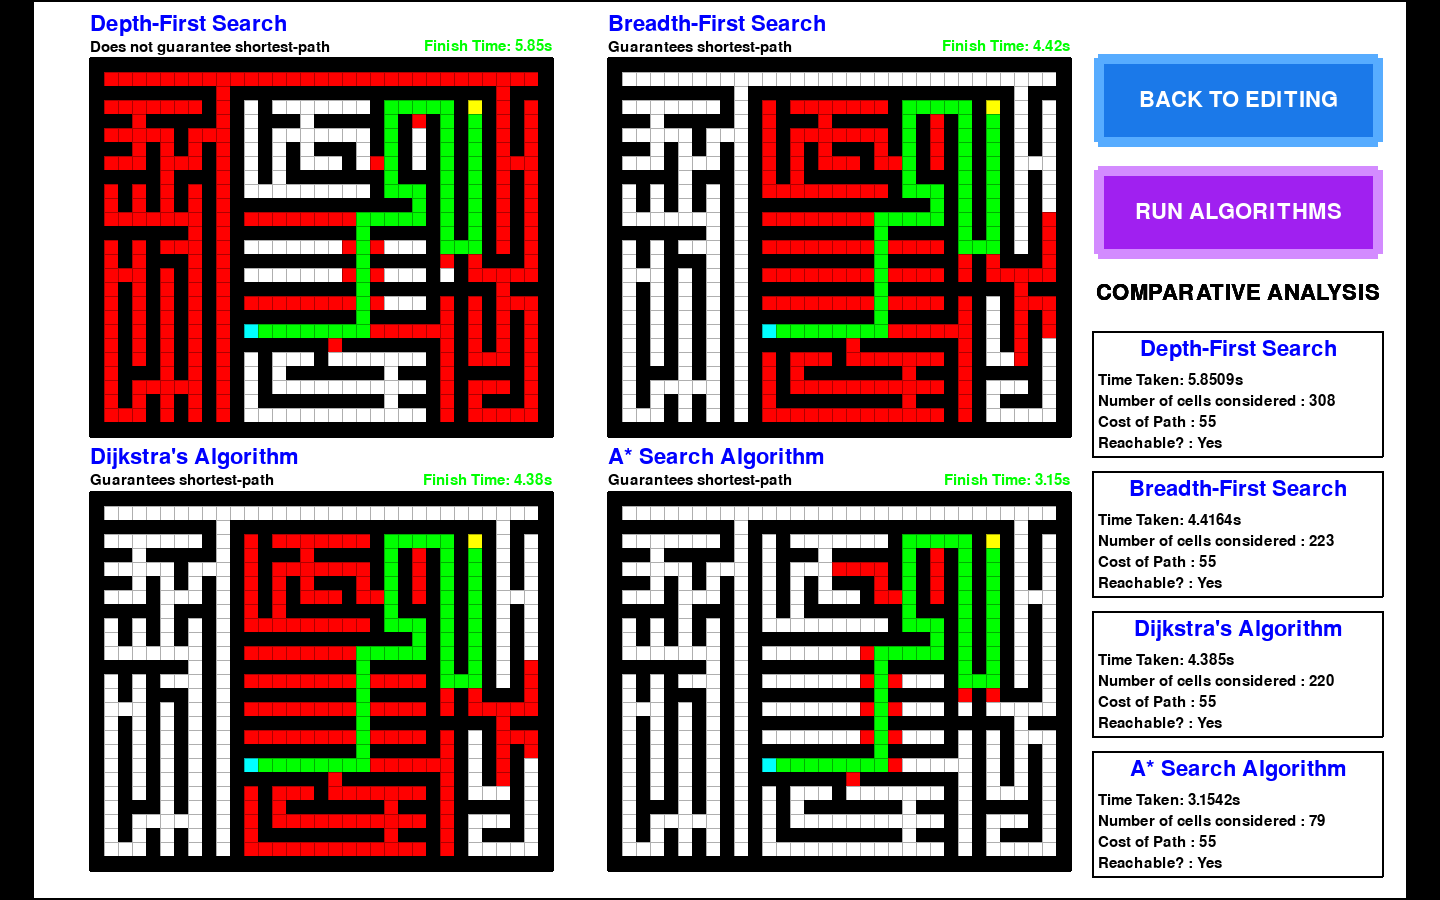 Depth-First Search
Does not guarantee shortest-path
Finish Time: 5.85s
Breadth-First Search
Guarantees shortest-path
Finish Time: 4.42s
Dijkstra's Algorithm
Guarantees shortest-path
Finish Time: 4.38s
A* Search Algorithm
Guarantees shortest-path
Finish Time: 3.15s
BACK TO EDITING
RUN ALGORITHMS
COMPARATIVE ANALYSIS
Depth-First Search
Time Taken: 5.8509s
Number of cells considered : 308
Cost of Path : 55
Reachable? : Yes
Breadth-First Search
Time Taken: 4.4164s
Number of cells considered : 223
Cost of Path : 55
Reachable? : Yes
Dijkstra's Algorithm
Time Taken: 4.385s
Number of cells considered : 220
Cost of Path : 55
Reachable? : Yes
A* Search Algorithm
Time Taken: 3.1542s
Number of cells considered : 79
Cost of Path : 55
Reachable? : Yes